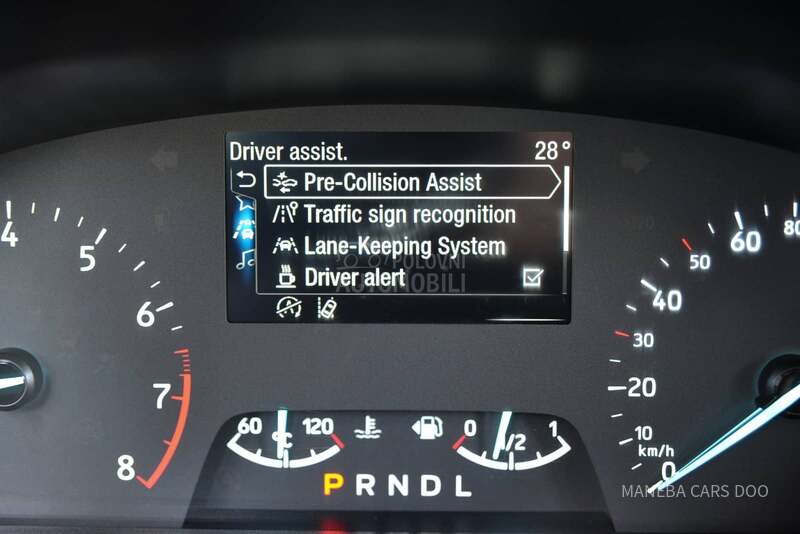 Driver assist. 28°
Pre-Collision Assist
Traffic sign recognition
Lane-Keeping System
Driver alert
POLOVNI
AUTOMOBILI
4
5
6
7
8
60 °C 120
0 1/2 1
PRNDL
0
10
km/h
20
30
40
50
60
80
MANEBA CARS DOO